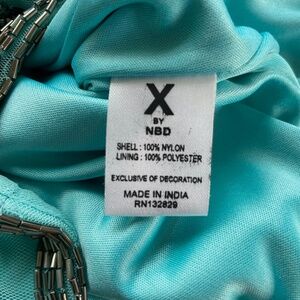 X
BY
NBD
SHELL : 100% NYLON
LINING : 100% POLYESTER
EXCLUSIVE OF DECORATION
MADE IN INDIA
RN132829